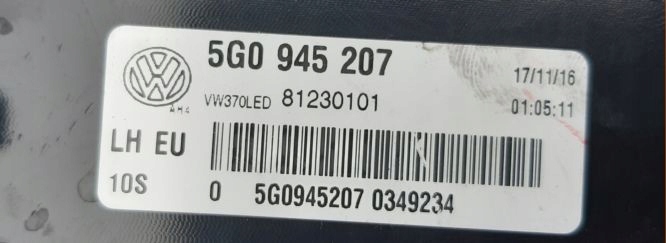 5G0 945 207
17/11/16
VW370LED 81230101
01:05:11
LH EU
10S
0 5G0945207 0349234